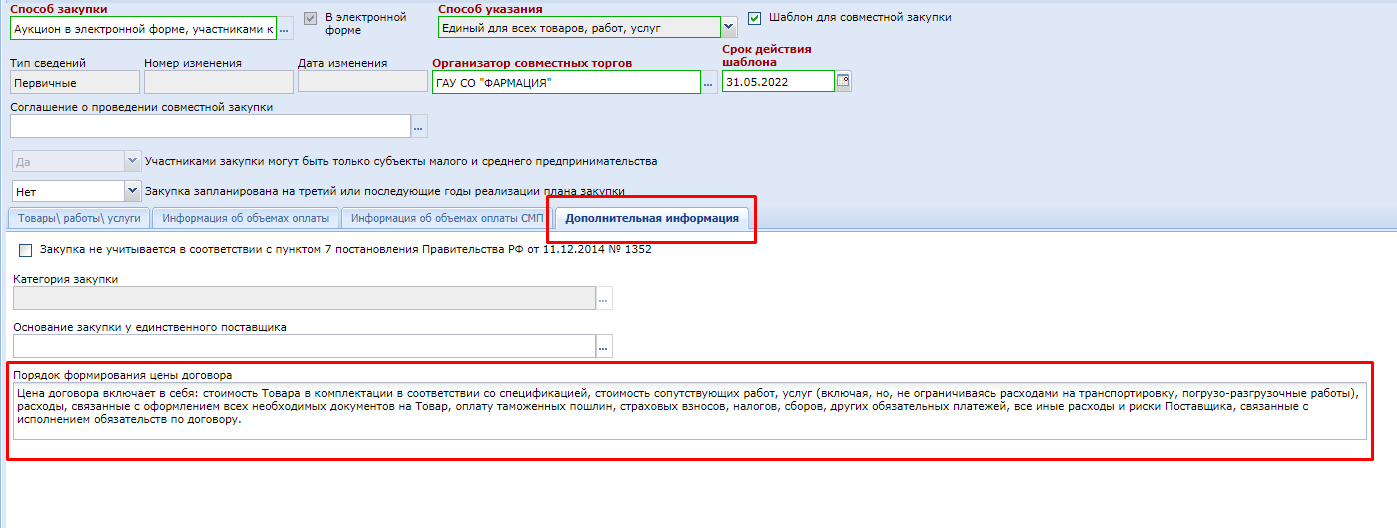 Способ закупки
Аукцион в электронной форме, участниками к ...
В электронной
форме
Способ указания
Единый для всех товаров, работ, услуг
Шаблон для совместной закупки
Тип сведений
Первичные
Номер изменения
Дата изменения
Организатор совместных торгов
ГАУ СО "ФАРМАЦИЯ" ...
Срок действия
шаблона
31.05.2022
Соглашение о проведении совместной закупки
...
Да Участниками закупки могут быть только субъекты малого и среднего предпринимательства
Нет Закупка запланирована на третий или последующие годы реализации плана закупки
Товары\ работы\ услуги Информация об объемах оплаты Информация об объемах оплаты СМП Дополнительная информация
Закупка не учитывается в соответствии с пунктом 7 постановления Правительства РФ от 11.12.2014 № 1352
Категория закупки
...
Основание закупки у единственного поставщика
...
Порядок формирования цены договора
Цена договора включает в себя: стоимость Товара в комплектации в соответствии со спецификацией, стоимость сопутствующих работ, услуг (включая, но, не ограничиваясь расходами на транспортировку, погрузо-разгрузочные работы),
расходы, связанные с оформлением всех необходимых документов на Товар, оплату таможенных пошлин, страховых взносов, налогов, сборов, других обязательных платежей, все иные расходы и риски Поставщика, связанные с
исполнением обязательств по договору.